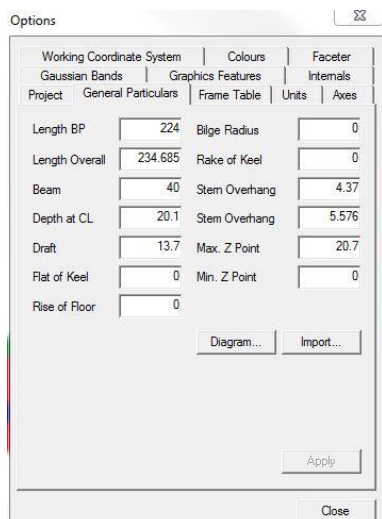 Options
Working Coordinate System Colours Faceter
Gaussian Bands Graphics Features Internals
Project General Particulars Frame Table Units Axes
Length BP 224 Bilge Radius 0
Length Overall 234.685 Rake of Keel 0
Beam 40 Stem Overhang 4.37
Depth at CL 20.1 Stern Overhang 5.576
Draft 13.7 Max. Z Point 20.7
Flat of Keel 0 Min. Z Point 0
Rise of Floor 0
Diagram... Import...
Apply
Close